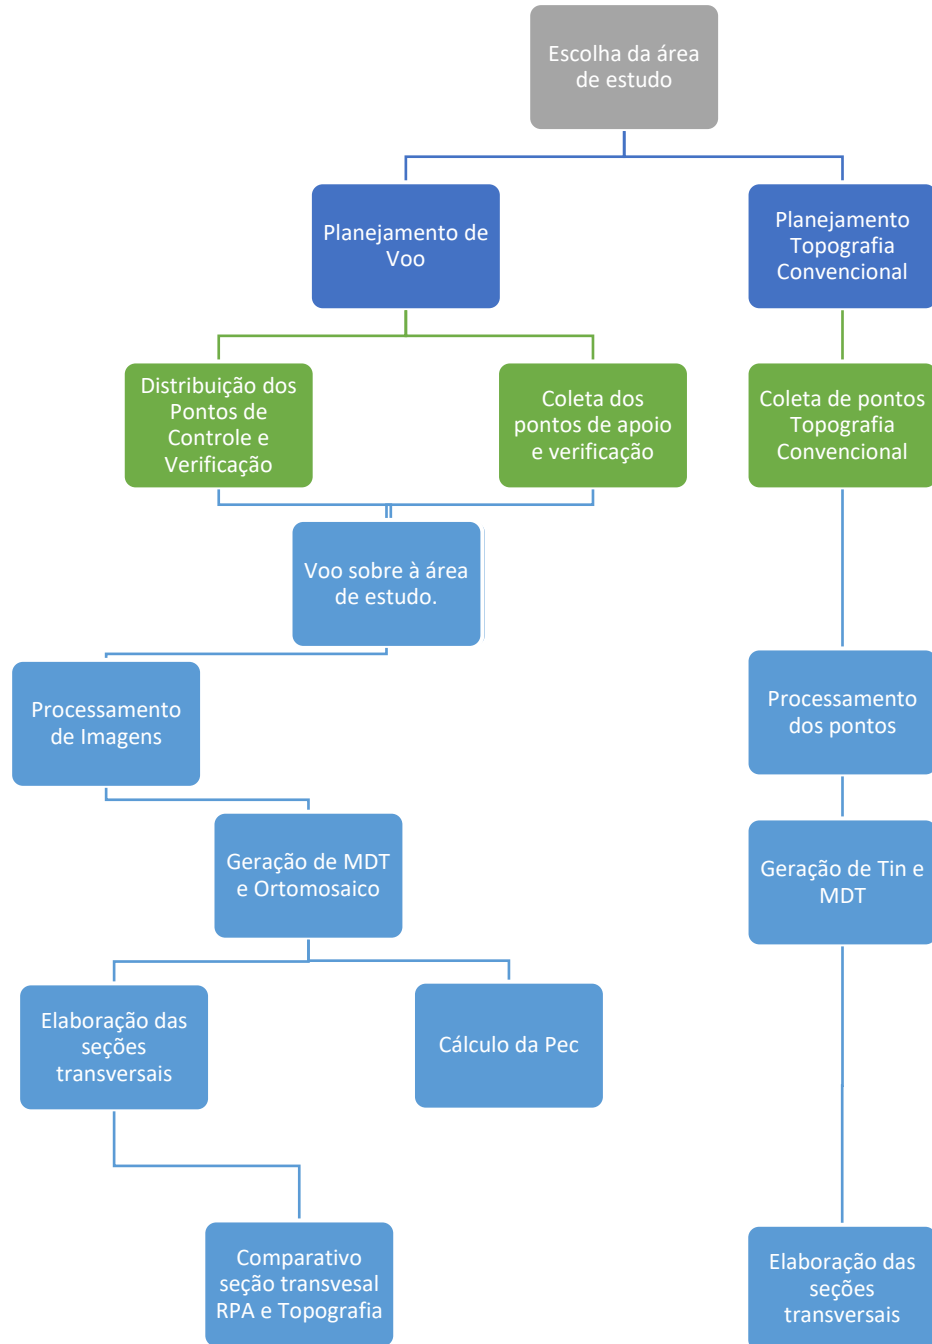 Escolha da área
de estudo
Planejamento de
Voo
Planejamento
Topografia
Convencional
Distribuição dos
Pontos de
Controle e
Verificação
Coleta dos
pontos de apoio
e verificação
Coleta de pontos
Topografia
Convencional
Voo sobre à área
de estudo.
Processamento
de Imagens
Processamento
dos pontos
Geração de MDT
e Ortomosaico
Geração de Tin e
MDT
Elaboração das
seções
transversais
Cálculo da Pec
Comparativo
seção transvesal
RPA e Topografia
Elaboração das
seções
transversais